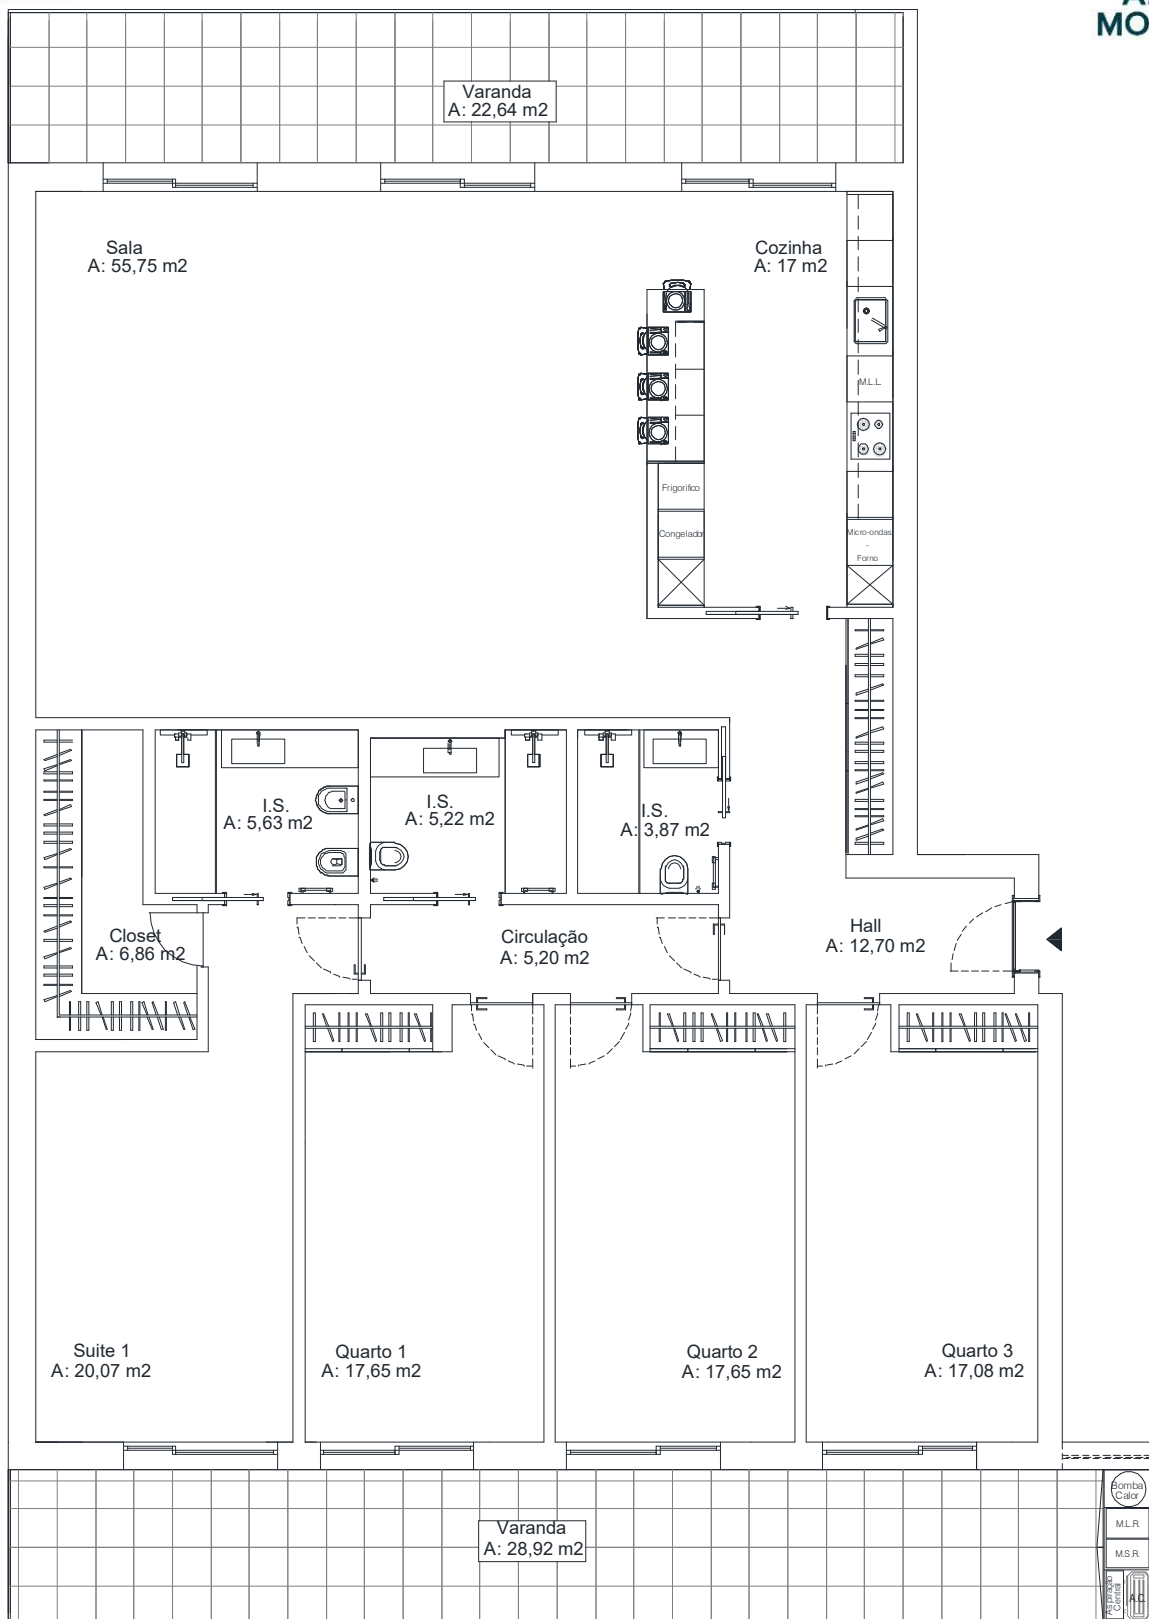 MO
Varanda
A: 22,64 m2
Sala
A: 55,75 m2
Cozinha
A: 17 m2
M.L.L.
Frigorifico
Congelador
Micro-ondas
-
Forno
I.S.
A: 5,63 m2
I.S.
A: 5,22 m2
I.S.
A: 3,87 m2
Closet
A: 6,86 m2
Circulação
A: 5,20 m2
Hall
A: 12,70 m2
Suite 1
A: 20,07 m2
Quarto 1
A: 17,65 m2
Quarto 2
A: 17,65 m2
Quarto 3
A: 17,08 m2
Varanda
A: 28,92 m2
Bomba
Calor
M.L.R.
M.S.R.
Aspiração
Central
A.C.